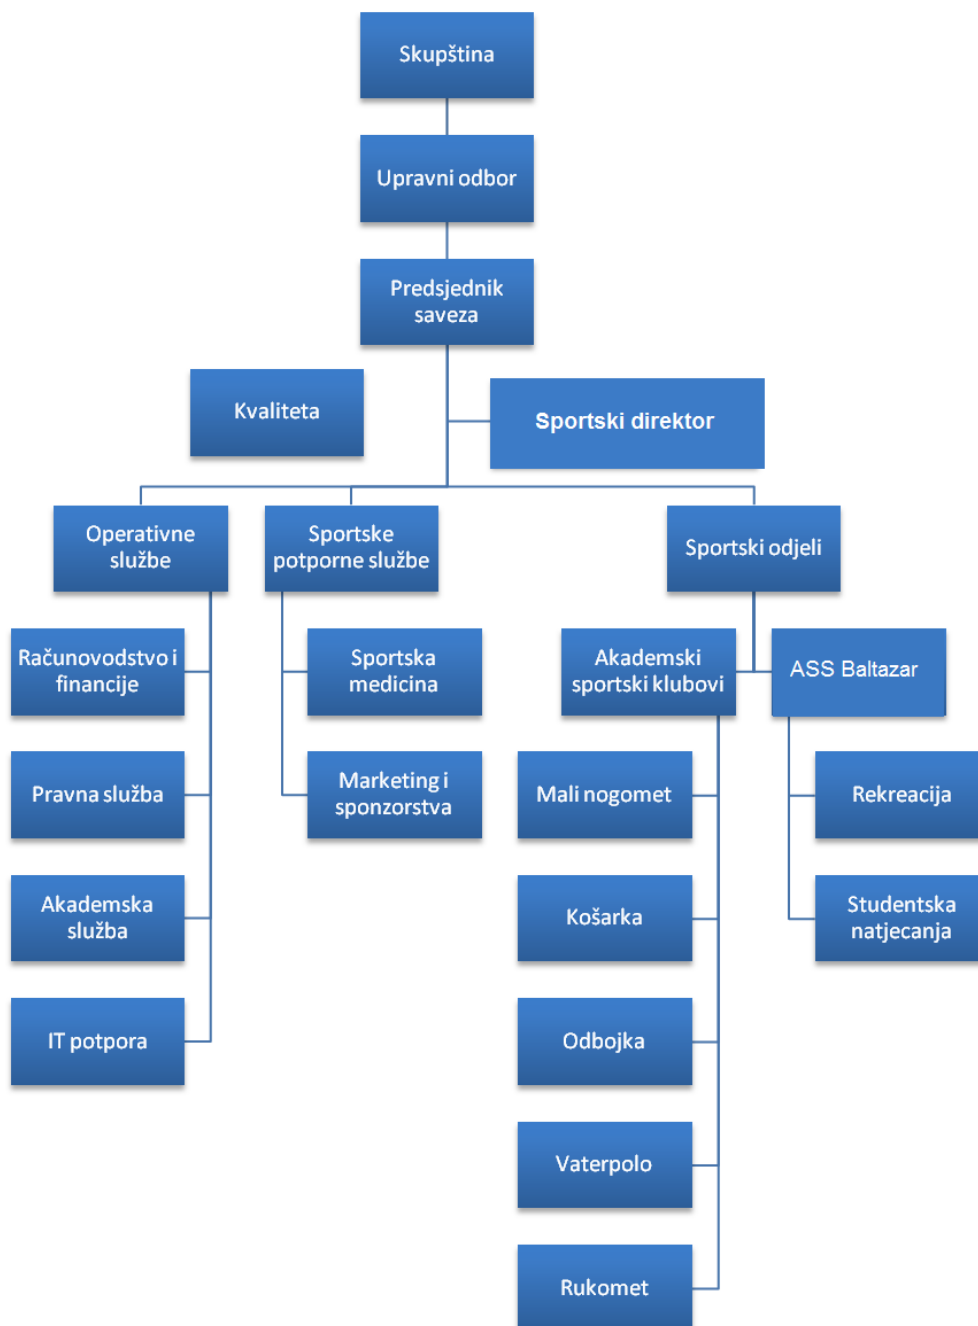 Skupština
Upravni odbor
Predsjednik
saveza
Kvaliteta
Sportski direktor
Operativne
službe
Sportske
potporne službe
Sportski odjeli
Računovodstvo i
financije
Sportska
medicina
Akademski
sportski klubovi
ASS Baltazar
Pravna služba
Marketing i
sponzorstva
Mali nogomet
Rekreacija
Akademska
služba
Košarka
Studentska
natjecanja
IT potpora
Odbojka
Vaterpolo
Rukomet